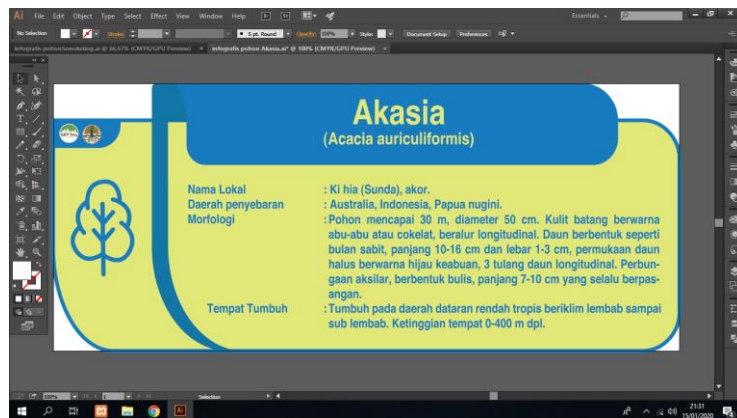 Ai File Edit Object Type Select Effect View Window Help Essentials
No Selection Stroke: 5 pt. Round Opacity: 100% Style: Document Setup Preferences
infografis pohon Akasia.ai* @ 100% (CMYK/GPU Preview)
Akasia
(Acacia auriculiformis)
Nama Lokal : Ki hia (Sunda), akor.
Daerah penyebaran : Australia, Indonesia, Papua nugini.
Morfologi : Pohon mencapai 30 m, diameter 50 cm. Kulit batang berwarna
abu-abu atau cokelat, beralur longitudinal. Daun berbentuk seperti
bulan sabit, panjang 10-16 cm dan lebar 1-3 cm, permukaan daun
halus berwarna hijau keabuan, 3 tulang daun longitudinal. Perbun-
gaan aksilar, berbentuk bulis, panjang 7-10 cm yang selalu berpas-
angan.
Tempat Tumbuh : Tumbuh pada daerah dataran rendah tropis beriklim lembab sampai
sub lembab. Ketinggian tempat 0-400 m dpl.
100% 1 Selection
Ai 21:31
15/01/2020